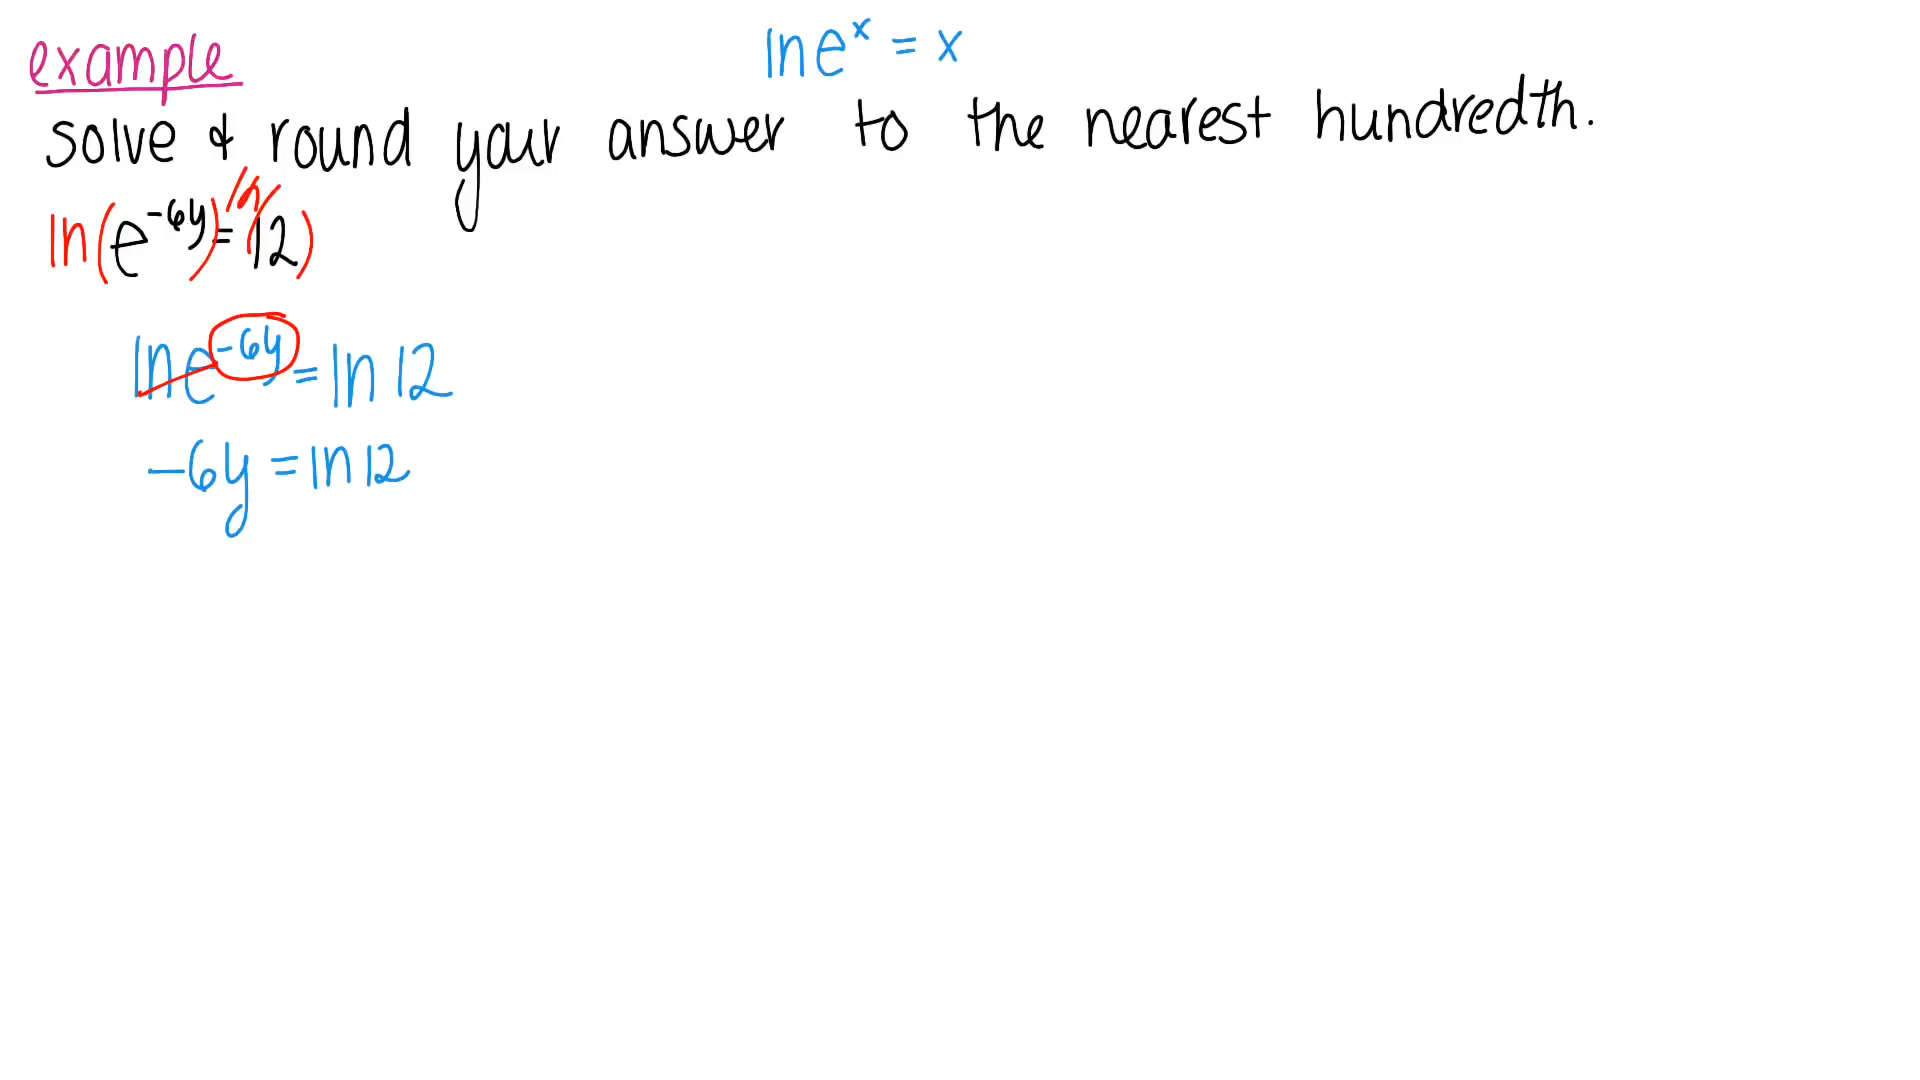 example
ln e^x = x
solve & round your answer to the nearest hundredth.
ln(e^-6y) = ln(12)
ln e^-6y = ln 12
-6y = ln 12